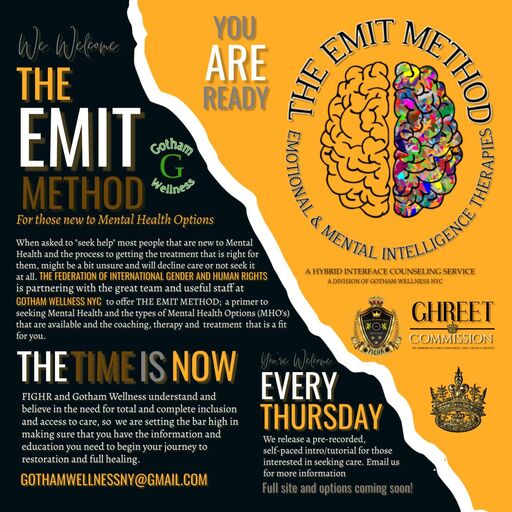 We Welcome
THE
EMIT
METHOD
Gotham
G
Wellness
For those new to Mental Health Options
When asked to "seek help" most people that are new to Mental
Health and the process to getting the treatment that is right for
them, might be a bit unsure and will decline care or not seek it
at all. THE FEDERATION OF INTERNATIONAL GENDER AND HUMAN RIGHTS
is partnering with the great team and useful staff at
GOTHAM WELLNESS NYC to offer THE EMIT METHOD; a primer to
seeking Mental Health and the types of Mental Health Options (MHO's)
that are available and the coaching, therapy and treatment that is a fit
for you.
THE TIME IS NOW
FIGHR and Gotham Wellness understand and
believe in the need for total and complete inclusion
and access to care, so we are setting the bar high in
making sure that you have the information and
education you need to begin your journey to
restoration and full healing.
GOTHAMWELLNESSNY@GMAIL.COM
YOU
ARE
READY
THE EMIT METHOD
EMOTIONAL & MENTAL INTELLIGENCE THERAPIES
A HYBRID INTERFACE COUNSELING SERVICE
A DIVISION OF GOTHAM WELLNESS NYC
FIGHR
GHREET
COMMISSION
You're Welcome
EVERY
THURSDAY
We release a pre-recorded,
self-paced intro/tutorial for those
interested in seeking care. Email us
for more information
Full site and options coming soon!